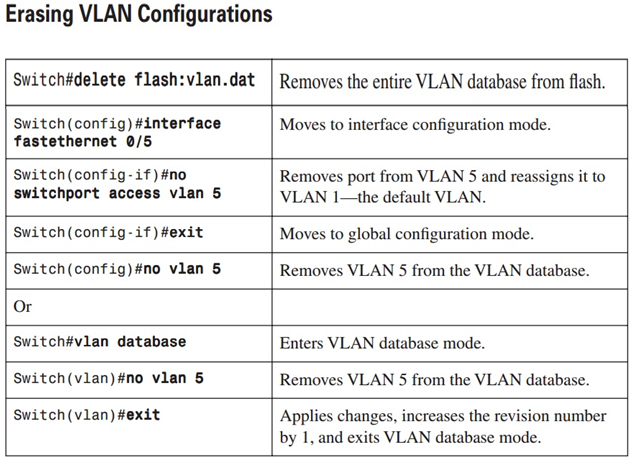 Erasing VLAN Configurations
Switch#delete flash:vlan.dat
Removes the entire VLAN database from flash.
Switch(config)#interface
fastethernet 0/5
Moves to interface configuration mode.
Switch(config-if)#no
switchport access vlan 5
Removes port from VLAN 5 and reassigns it to
VLAN 1—the default VLAN.
Switch(config-if)#exit
Moves to global configuration mode.
Switch(config)#no vlan 5
Removes VLAN 5 from the VLAN database.
Or
Switch#vlan database
Enters VLAN database mode.
Switch(vlan)#no vlan 5
Removes VLAN 5 from the VLAN database.
Switch(vlan)#exit
Applies changes, increases the revision number
by 1, and exits VLAN database mode.